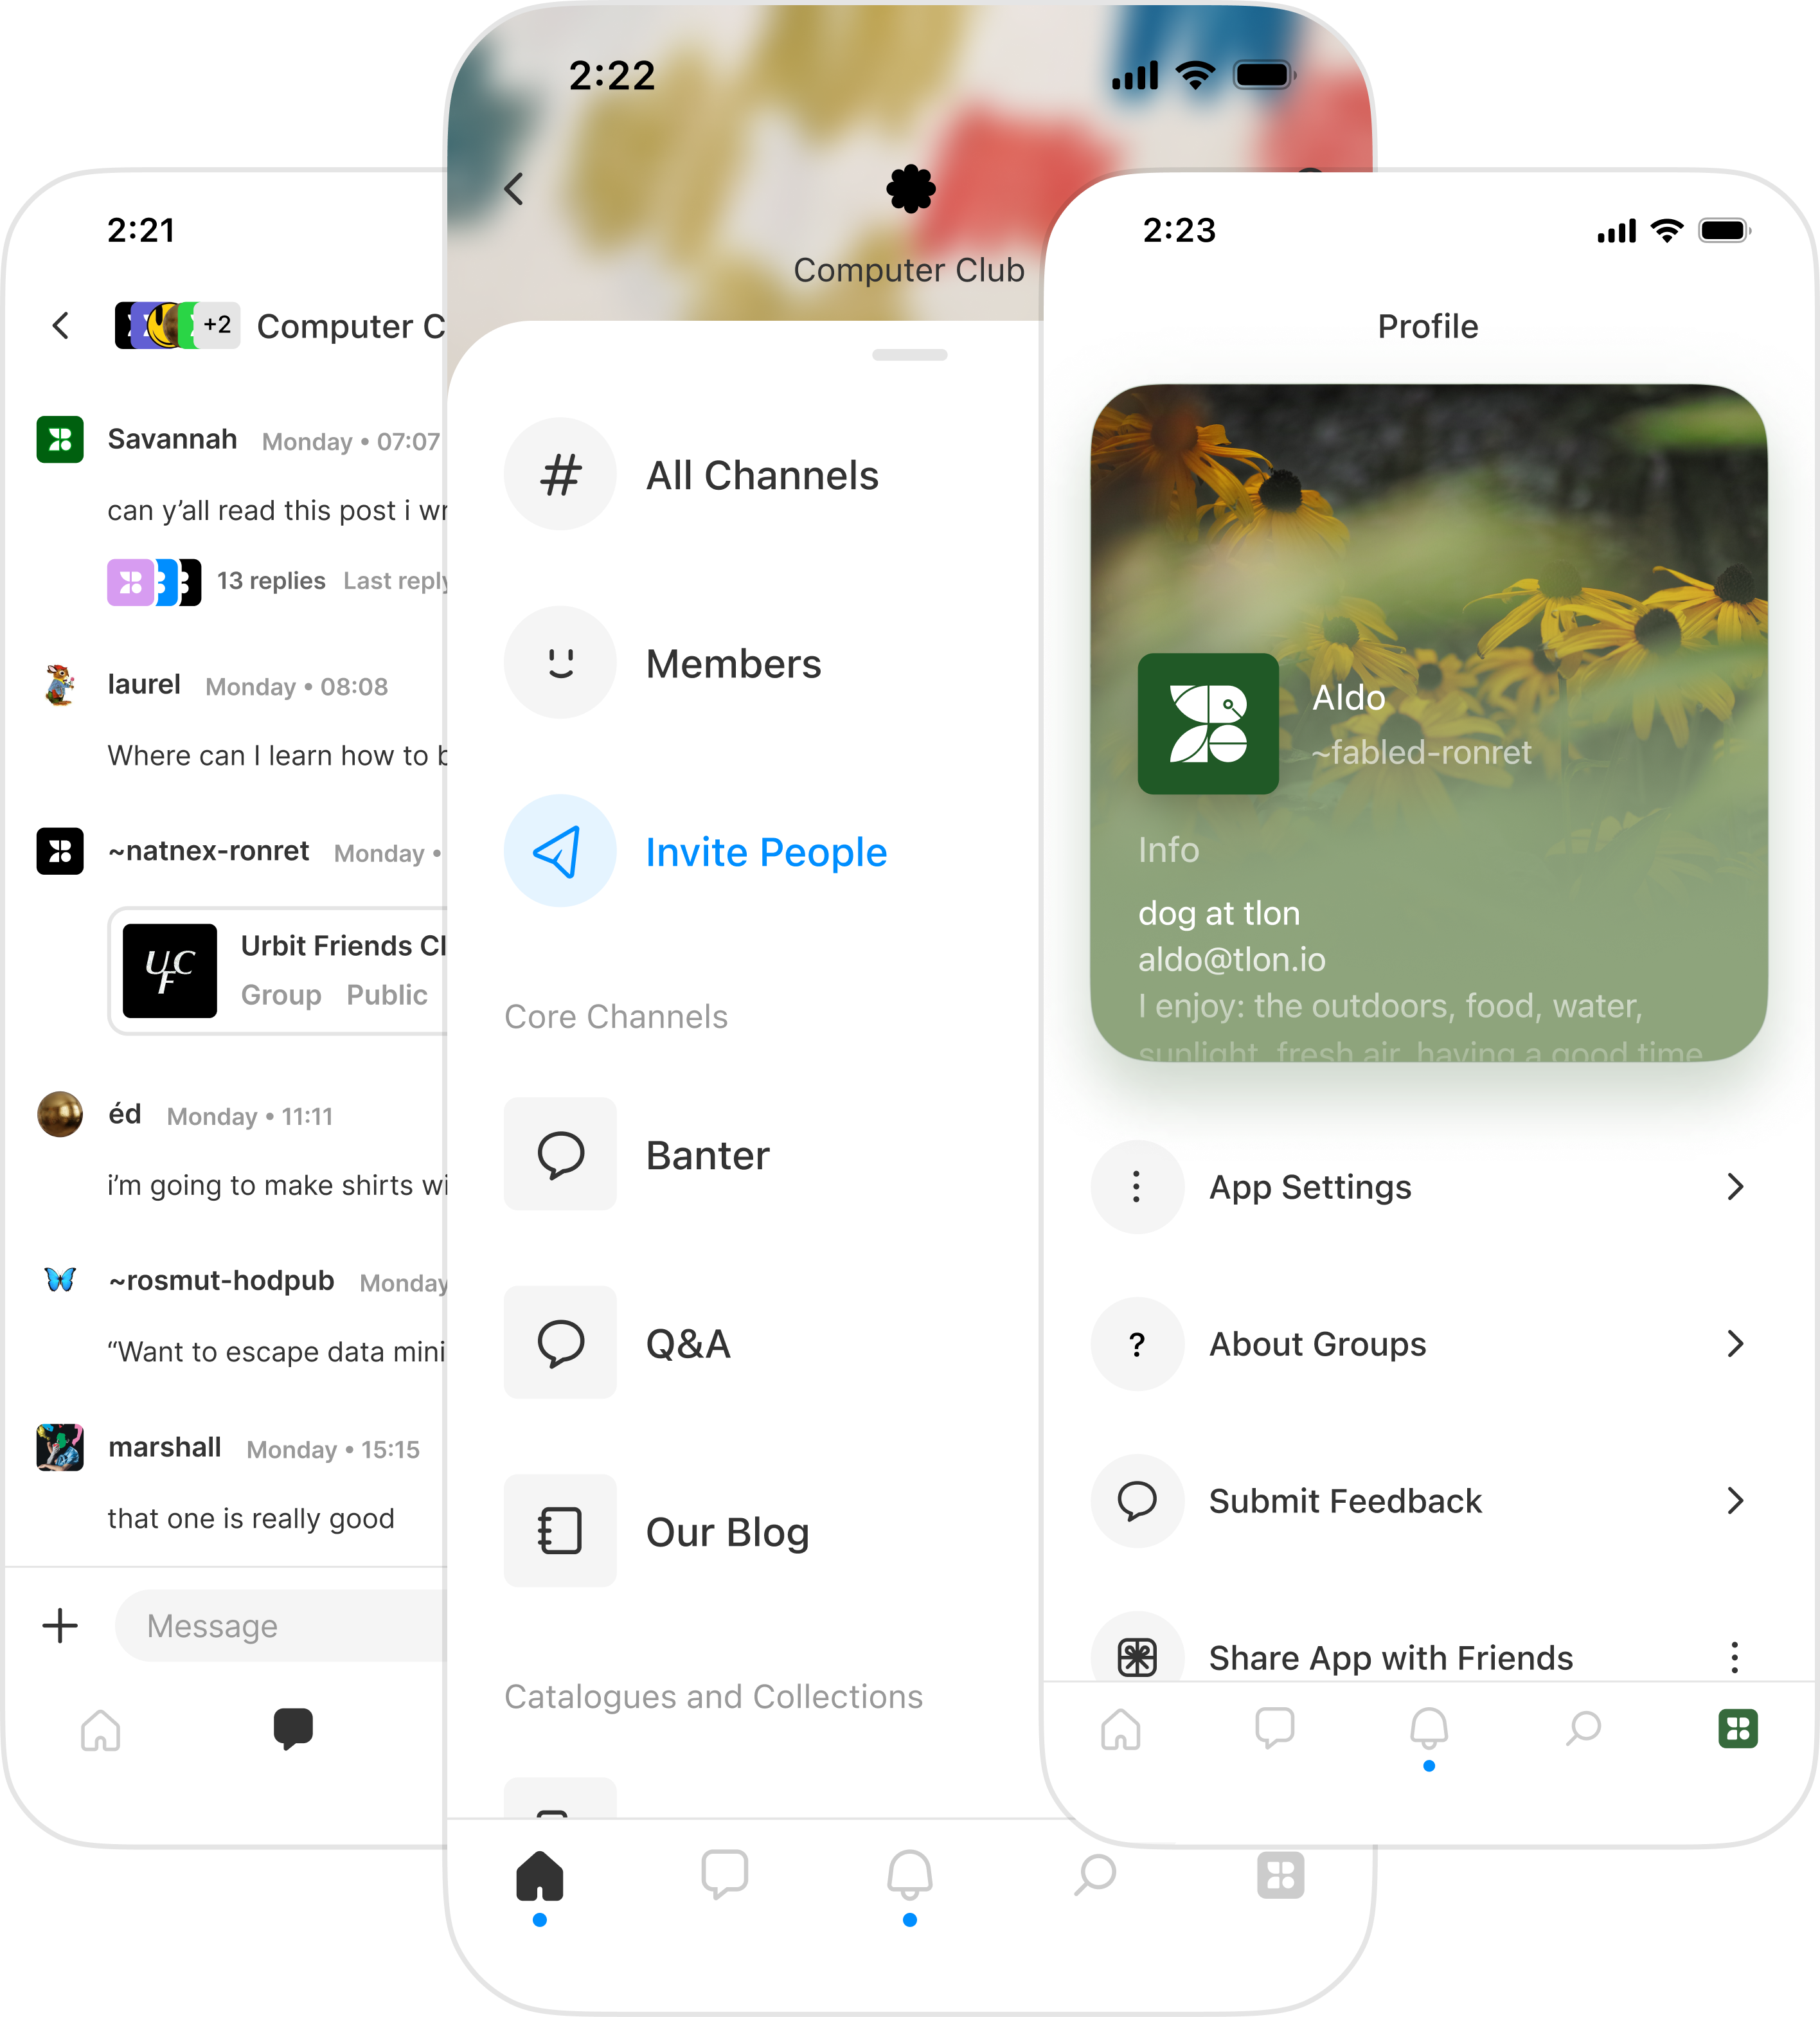 2:21
+2 Computer C
Savannah Monday • 07:07
can y’all read this post i wr
13 replies Last reply
laurel Monday • 08:08
Where can I learn how to b
~natnex-ronret Monday •
UFC
Urbit Friends Cl
Group Public
éd Monday • 11:11
i’m going to make shirts wi
~rosmut-hodpub Monday
“Want to escape data mini
marshall Monday • 15:15
that one is really good
Message
2:22
Computer Club
All Channels
Members
Invite People
Core Channels
Banter
Q&A
Our Blog
Catalogues and Collections
2:23
Profile
Aldo
~fabled-ronret
Info
dog at tlon
aldo@tlon.io
I enjoy: the outdoors, food, water,
sunlight, fresh air, having a good time
App Settings
? About Groups
Submit Feedback
Share App with Friends